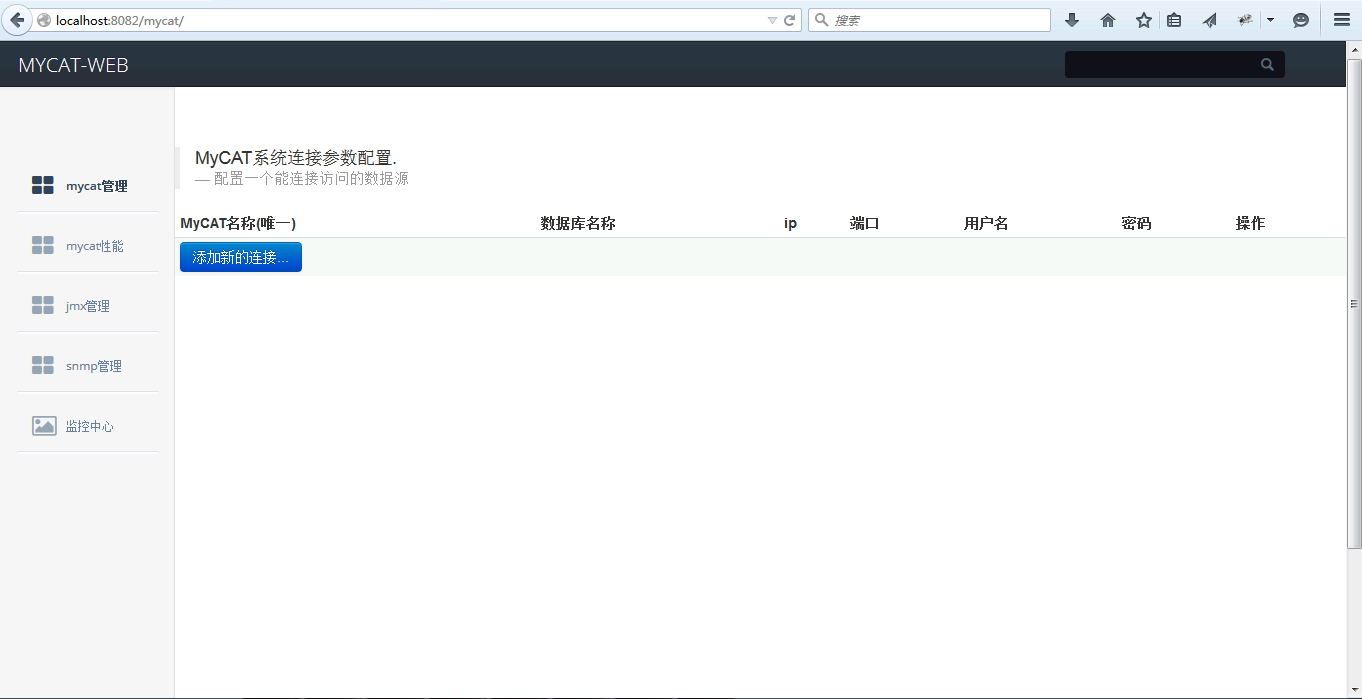 localhost:8082/mycat/
搜索
MYCAT-WEB
mycat管理
mycat性能
jmx管理
snmp管理
监控中心
MyCAT系统连接参数配置.
— 配置一个能连接访问的数据源
MyCAT名称(唯一) 数据库名称 ip 端口 用户名 密码 操作
添加新的连接...